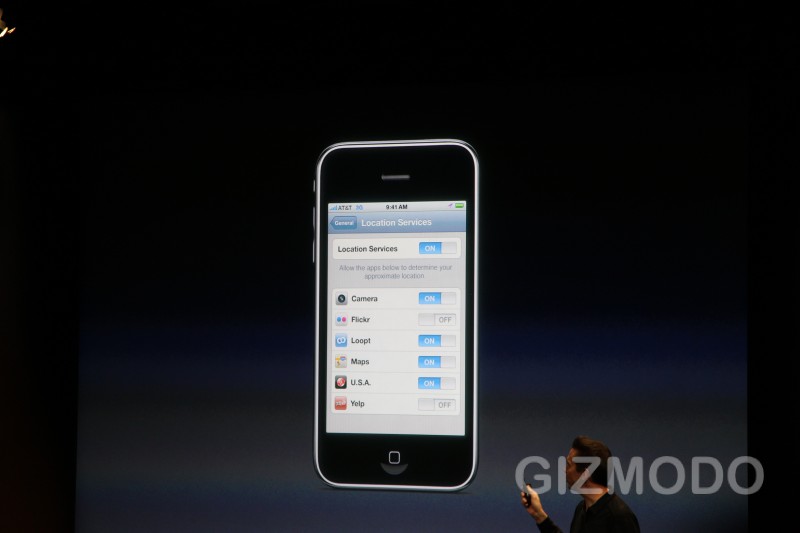 AT&T 3G 9:41 AM
General Location Services
Location Services ON
Allow the apps below to determine your
approximate location.
Camera ON
Flickr OFF
Loopt ON
Maps ON
U.S.A. ON
Yelp OFF
GIZMODO